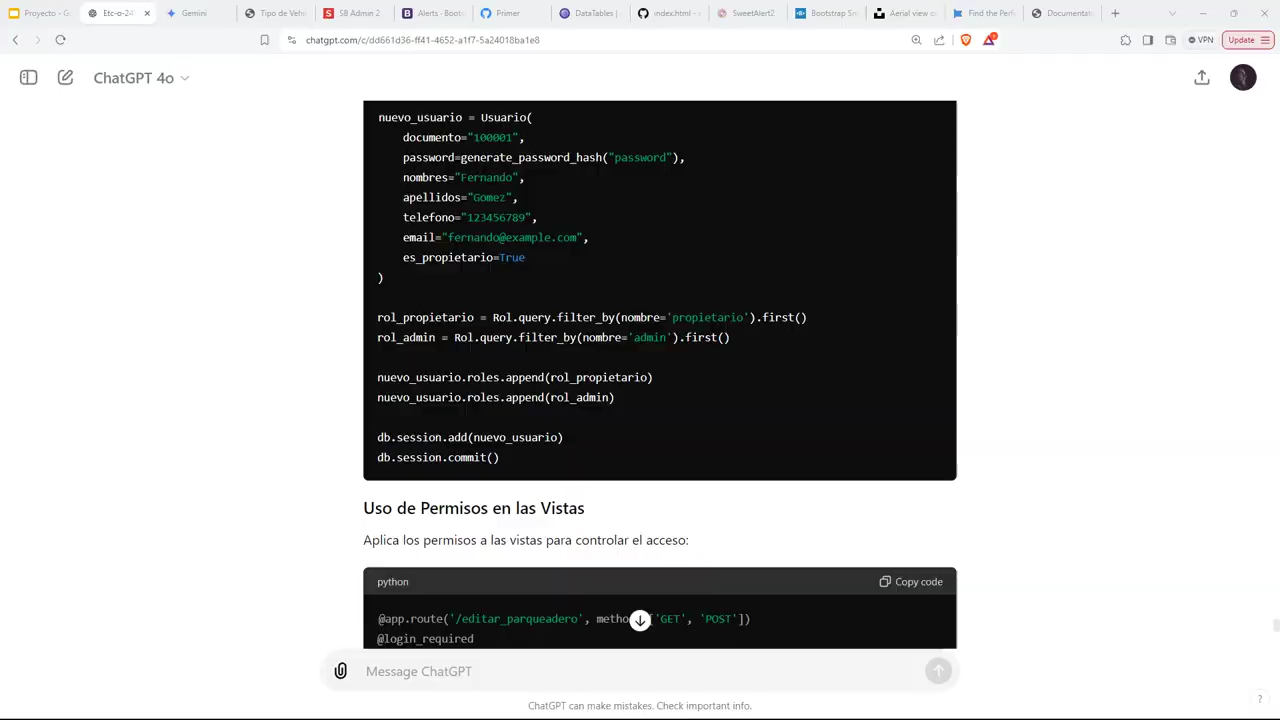 Proyecto - G
Etc-o-24
Gemini
Tipo de Vehi
SB Admin 2
Alerts · Boot
Primer
DataTables |
index.html -
SweetAlert2
Bootstrap Sn
Aerial view o
Find the Perf
Documentat
chatgpt.com/c/dd661d36-ff41-4652-a1f7-5a24018ba1e8
VPN
Update
ChatGPT 4o
nuevo_usuario = Usuario(
documento="100001",
password=generate_password_hash("password"),
nombres="Fernando",
apellidos="Gomez",
telefono="123456789",
email="fernando@example.com",
es_propietario=True
)
rol_propietario = Rol.query.filter_by(nombre='propietario').first()
rol_admin = Rol.query.filter_by(nombre='admin').first()
nuevo_usuario.roles.append(rol_propietario)
nuevo_usuario.roles.append(rol_admin)
db.session.add(nuevo_usuario)
db.session.commit()
Uso de Permisos en las Vistas
Aplica los permisos a las vistas para controlar el acceso:
python
Copy code
@app.route('/editar_parqueadero', metho ['GET', 'POST'])
@login_required
Message ChatGPT
ChatGPT can make mistakes. Check important info.
?